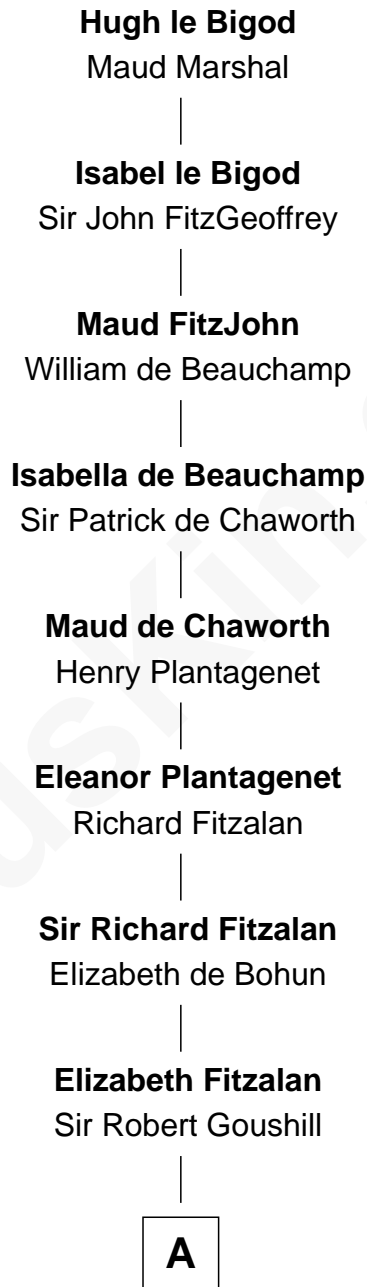 Hugh le Bigod
Maud Marshal
Isabel le Bigod
Sir John FitzGeoffrey
Maud FitzJohn
William de Beauchamp
Isabella de Beauchamp
Sir Patrick de Chaworth
Maud de Chaworth
Henry Plantagenet
Eleanor Plantagenet
Richard Fitzalan
Sir Richard Fitzalan
Elizabeth de Bohun
Elizabeth Fitzalan
Sir Robert Goushill
A